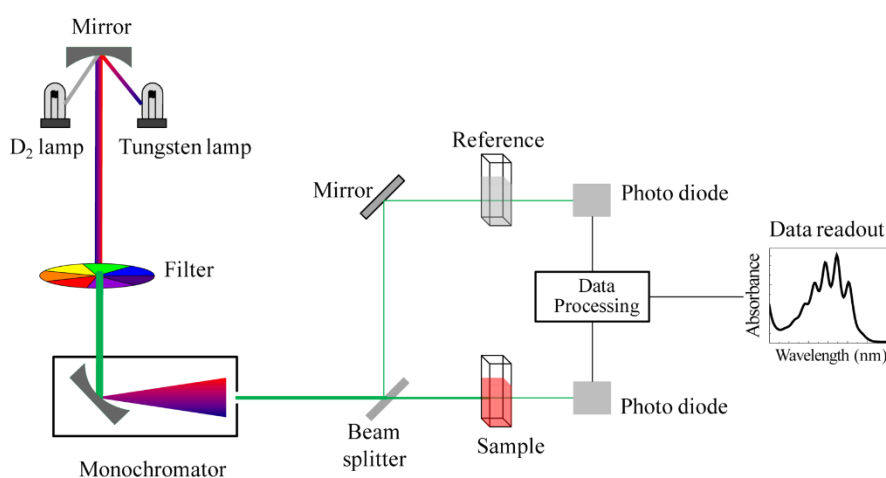 Mirror
D₂ lamp
Tungsten lamp
Filter
Monochromator
Mirror
Beam
splitter
Reference
Sample
Photo diode
Data
Processing
Photo diode
Data readout
Absorbance
Wavelength (nm)